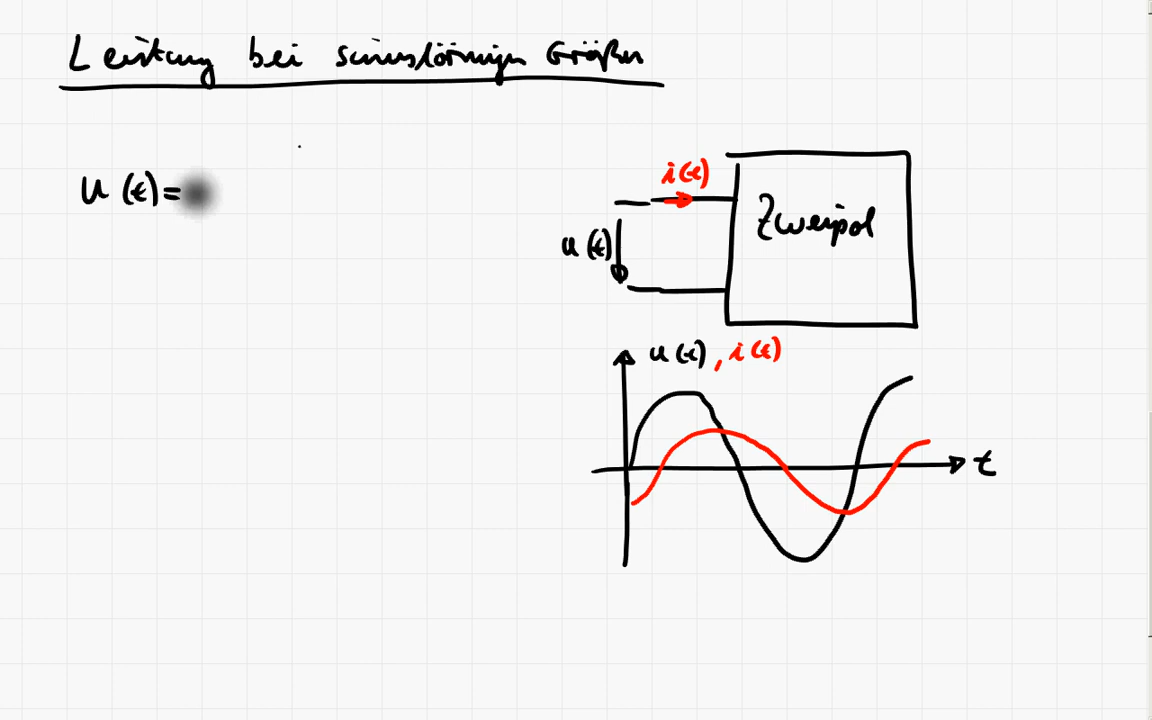 Leistung bei sinusförmigen Größen
u(t)=
i(t)
u(t)
Zweipol
u(t), i(t)
t